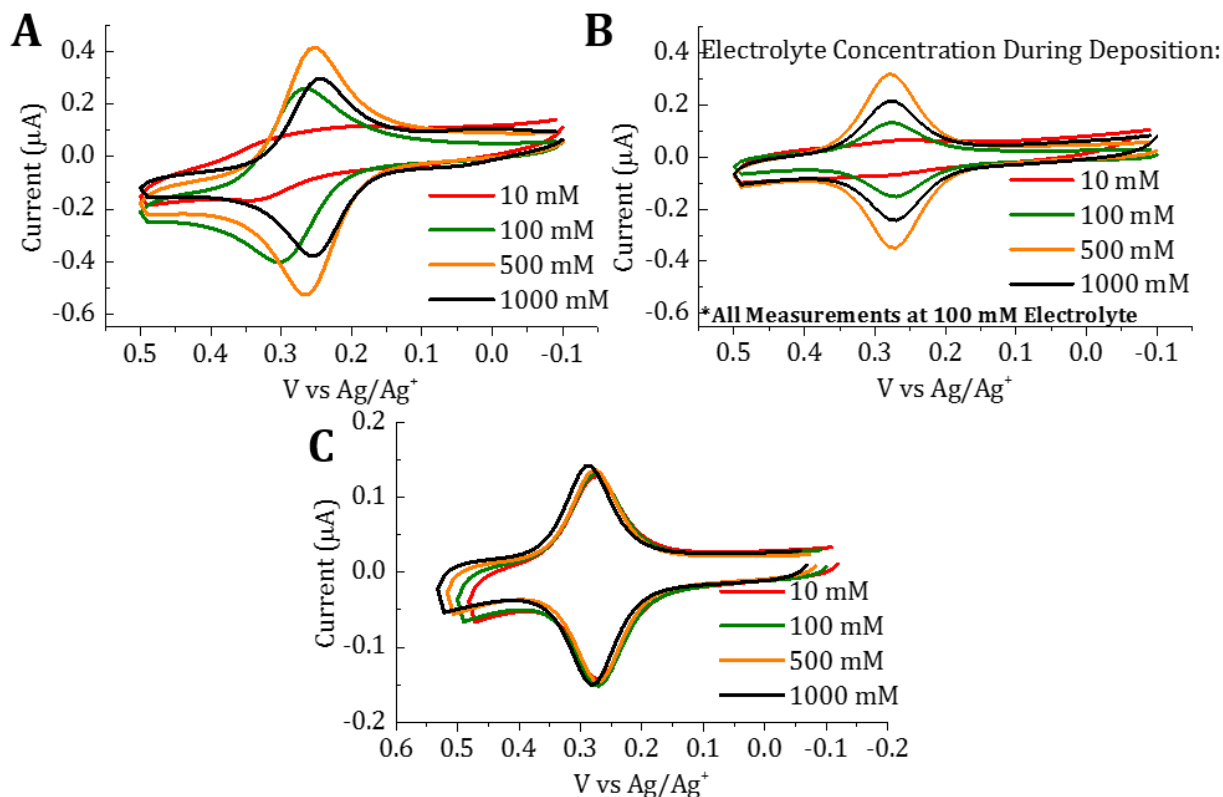 A
Current (µA)
0.4
0.2
0.0
-0.2
-0.4
-0.6
10 mM
100 mM
500 mM
1000 mM
0.5 0.4 0.3 0.2 0.1 0.0 -0.1
V vs Ag/Ag+
B
Electrolyte Concentration During Deposition:
Current (µA)
0.4
0.2
0.0
-0.2
-0.4
-0.6
10 mM
100 mM
500 mM
1000 mM
*All Measurements at 100 mM Electrolyte
0.5 0.4 0.3 0.2 0.1 0.0 -0.1
V vs Ag/Ag+
C
Current (µA)
0.2
0.1
0.0
-0.1
-0.2
10 mM
100 mM
500 mM
1000 mM
0.6 0.5 0.4 0.3 0.2 0.1 0.0 -0.1 -0.2
V vs Ag/Ag+